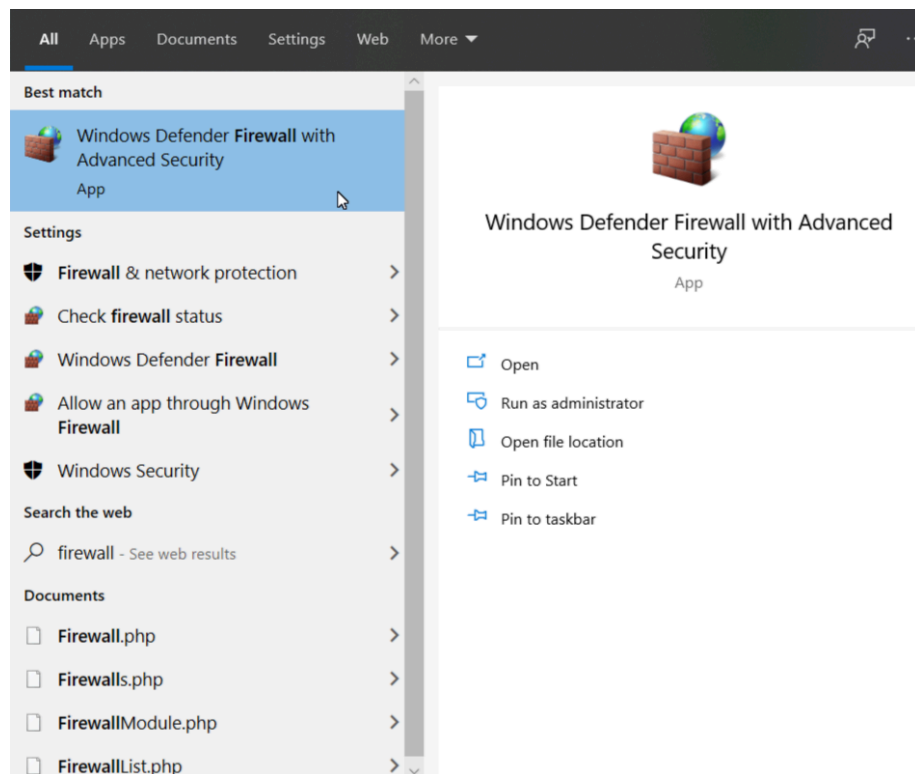 All Apps Documents Settings Web More
Best match
Windows Defender Firewall with
Advanced Security
App
Settings
Firewall & network protection
Check firewall status
Windows Defender Firewall
Allow an app through Windows
Firewall
Windows Security
Search the web
firewall - See web results
Documents
Firewall.php
Firewalls.php
FirewallModule.php
FirewallList.php
Windows Defender Firewall with Advanced
Security
App
Open
Run as administrator
Open file location
Pin to Start
Pin to taskbar